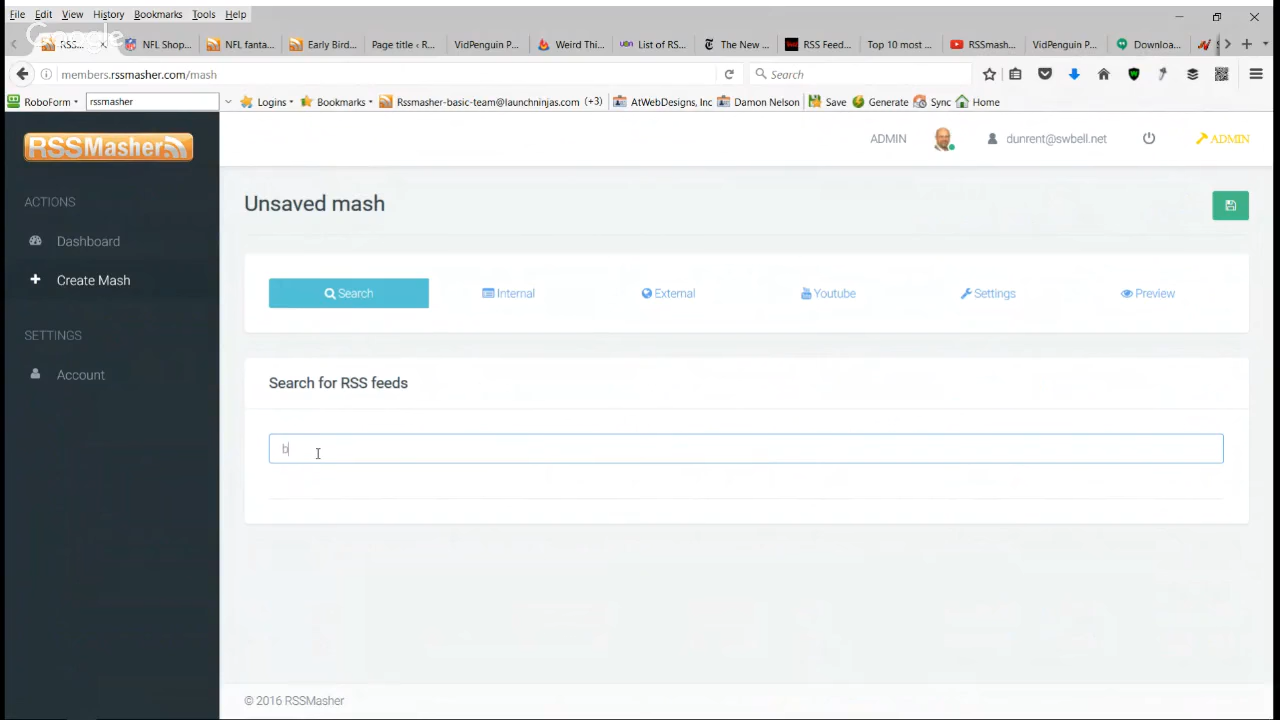 File Edit View History Tools Help
Google
RSS... NFL Shop... NFL fanta... Early Bird... Page title ‹ R... VidPenguin P... Weird Thi... List of RS... The New ... RSS Feed... Top 10 most ... RSSmash... VidPenguin P... Downloa...
members.rssmasher.com/mash Search
RoboForm rssmasher Logins Bookmarks Rssmasher-basic-team@launchninjas.com (+3) AtWebDesigns, Inc Damon Nelson Save Generate Sync Home
RSSMasher
ADMIN dunrent@swbell.net ADMIN
ACTIONS
Dashboard
Create Mash
SETTINGS
Account
Unsaved mash
Search Internal External Youtube Settings Preview
Search for RSS feeds
b
© 2016 RSSMasher